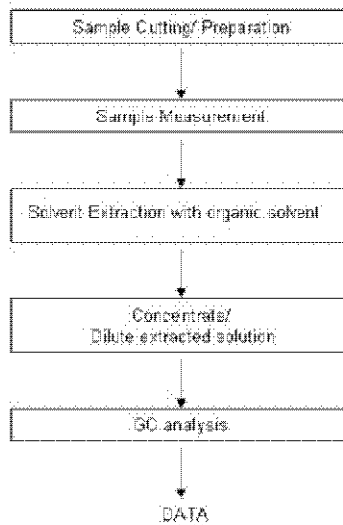 Sample Cutting/ Preparation
Sample Measurement.
Solvent Extraction with organic solvent
Concentrate/
Dilute extracted solution
GC analysis
DATA